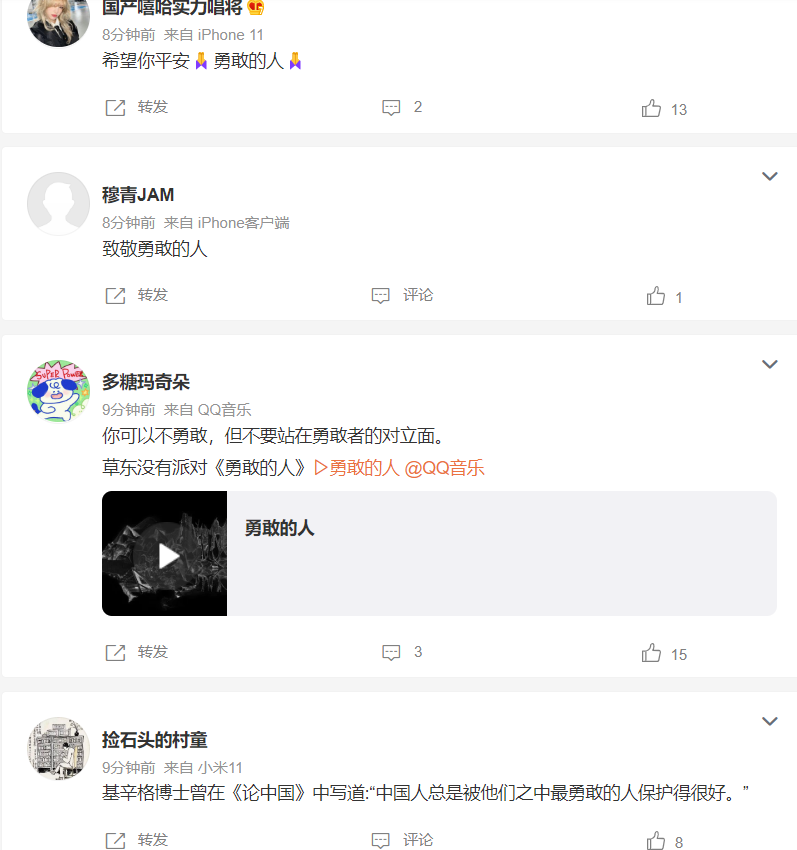 国产嘻哈实力唱将
8分钟前 来自 iPhone 11
希望你平安🙏勇敢的人🙏
转发
2
13
穆青JAM
8分钟前 来自 iPhone客户端
致敬勇敢的人
转发
评论
1
SUPER POWER
多糖玛奇朵
9分钟前 来自 QQ音乐
你可以不勇敢，但不要站在勇敢者的对立面。
草东没有派对《勇敢的人》▷勇敢的人 @QQ音乐
勇敢的人
转发
3
15
捡石头的村童
9分钟前 来自 小米11
基辛格博士曾在《论中国》中写道:“中国人总是被他们之中最勇敢的人保护得很好。”
转发
评论
8